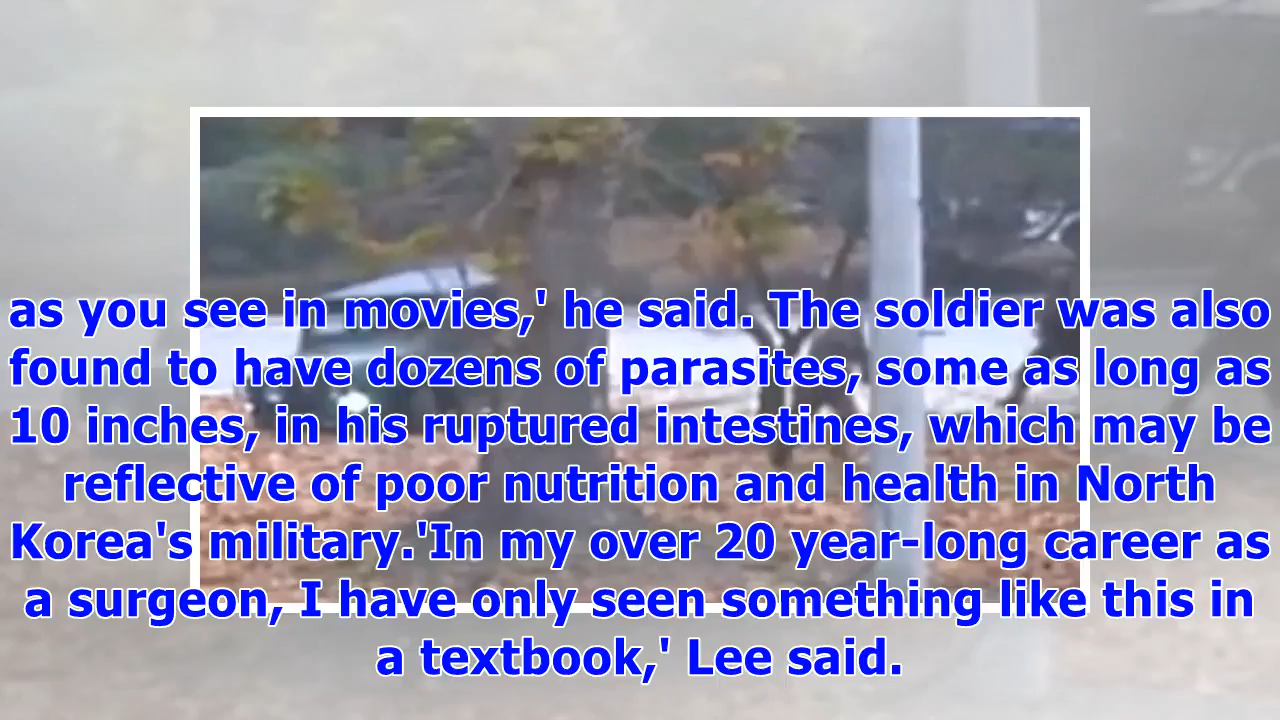 as you see in movies,' he said. The soldier was also
found to have dozens of parasites, some as long as
10 inches, in his ruptured intestines, which may be
reflective of poor nutrition and health in North
Korea's military.'In my over 20 year-long career as
a surgeon, I have only seen something like this in
a textbook,' Lee said.